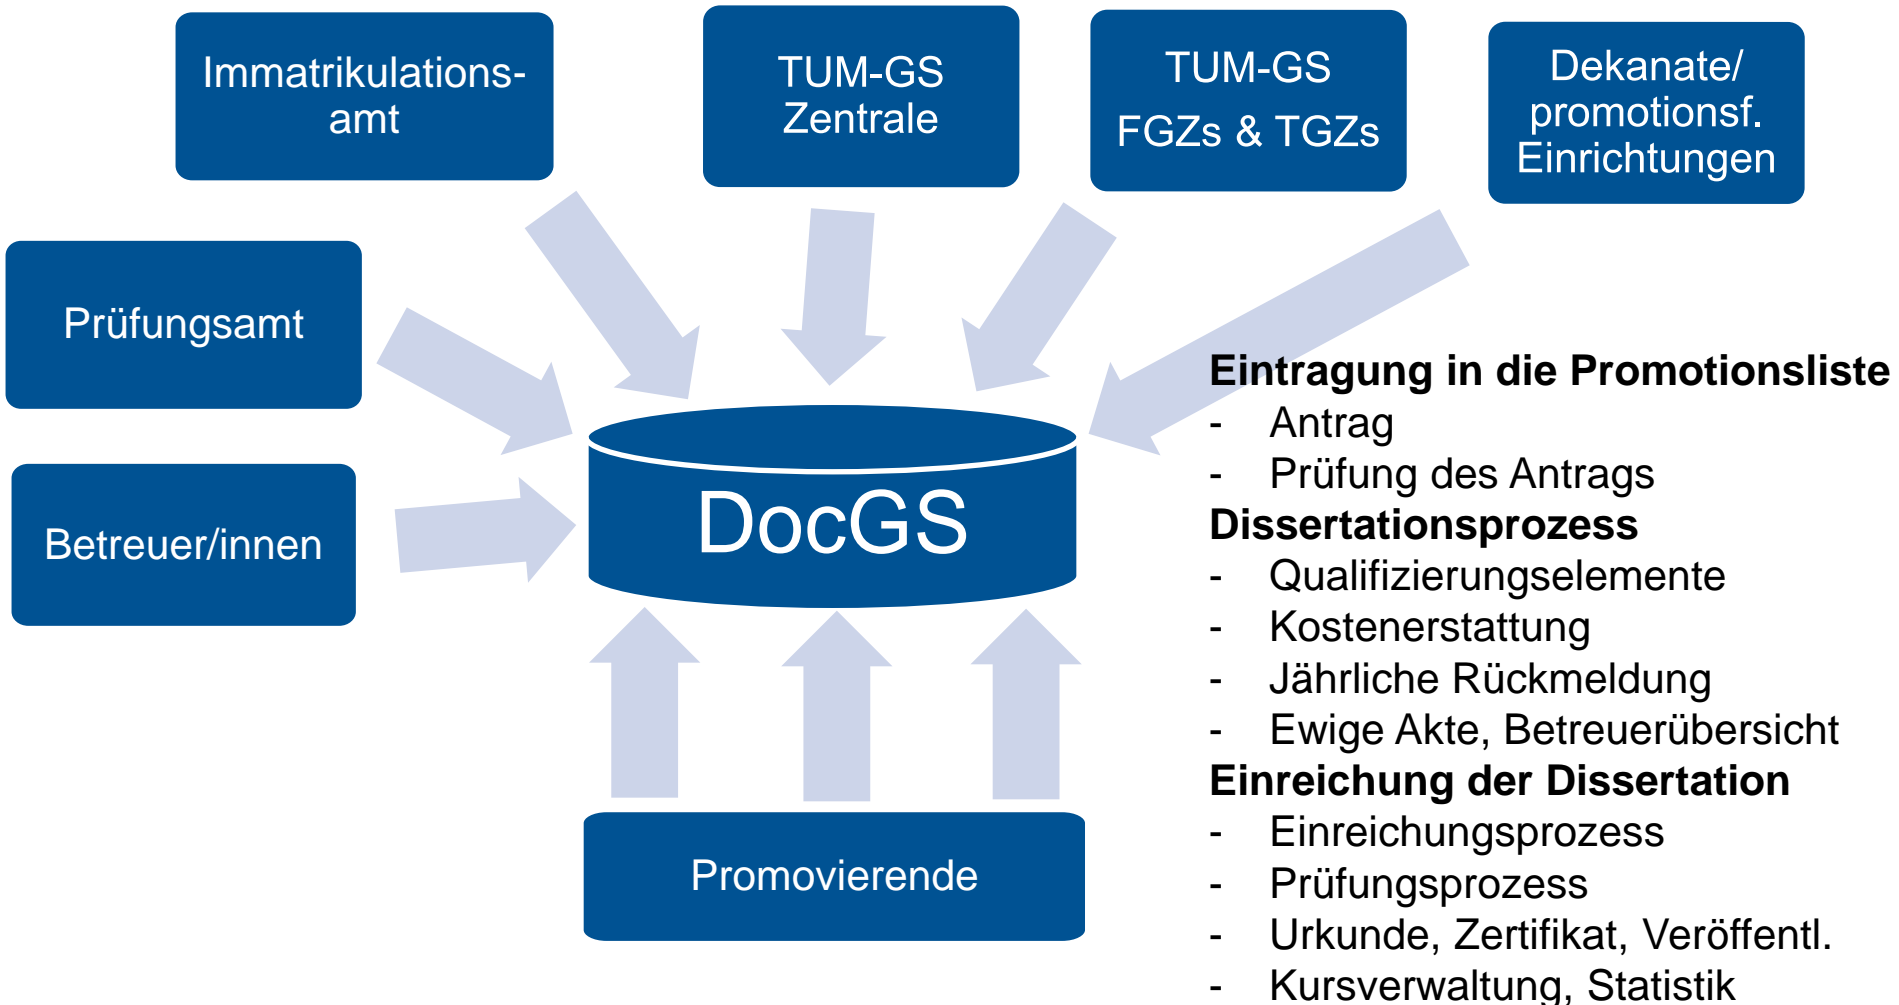 Immatrikulations-
amt
TUM-GS
Zentrale
TUM-GS
FGZs & TGZs
Dekanate/
promotionsf.
Einrichtungen
Prüfungsamt
Betreuer/innen
DocGS
Promovierende
Eintragung in die Promotionsliste
- Antrag
- Prüfung des Antrags
Dissertationsprozess
- Qualifizierungselemente
- Kostenerstattung
- Jährliche Rückmeldung
- Ewige Akte, Betreuerübersicht
Einreichung der Dissertation
- Einreichungsprozess
- Prüfungsprozess
- Urkunde, Zertifikat, Veröffentl.
- Kursverwaltung, Statistik